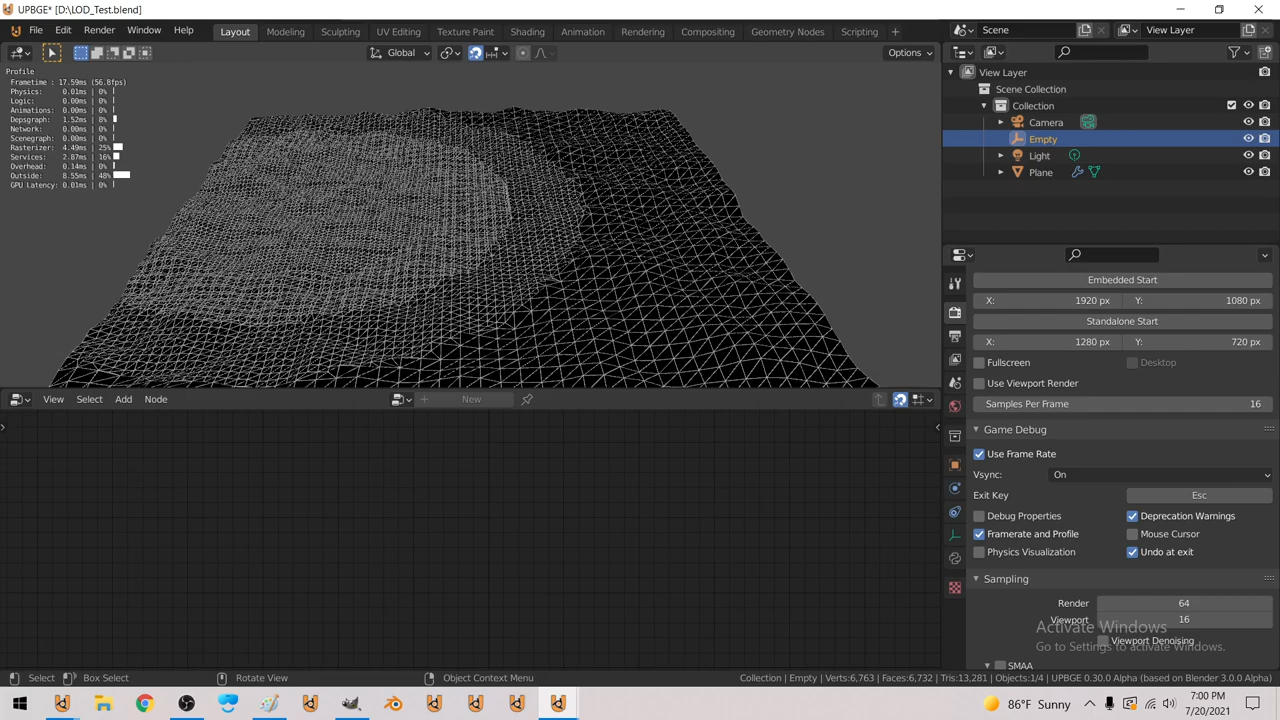 UPBGE* [D:\LOD_Test.blend]
File Edit Render Window Help Layout Modeling Sculpting UV Editing Texture Paint Shading Animation Rendering Compositing Geometry Nodes Scripting + Scene View Layer
Global Options
Profile
Frametime : 17.59ms (56.8fps)
Physics: 0.01ms | 0%
Logic: 0.00ms | 0%
Animations: 0.00ms | 0%
Depsgraph: 1.52ms | 8%
Network: 0.00ms | 0%
Scenegraph: 0.00ms | 0%
Rasterizer: 4.49ms | 25%
Services: 2.87ms | 16%
Overhead: 0.14ms | 0%
Outside: 8.55ms | 48%
GPU Latency: 0.01ms | 0%
View Layer
Scene Collection
Collection
Camera
Empty
Light
Plane
Embedded Start
X: 1920 px Y: 1080 px
Standalone Start
X: 1280 px Y: 720 px
Fullscreen Desktop
Use Viewport Render
Samples Per Frame 16
Game Debug
Use Frame Rate
Vsync: On
Exit Key Esc
Debug Properties Deprecation Warnings
Framerate and Profile Mouse Cursor
Physics Visualization Undo at exit
Sampling
Render 64
Viewport 16
Viewport Denoising
SMAA
Activate Windows
Go to Settings to activate Windows.
View Select Add Node + New
Select Box Select Rotate View Object Context Menu Collection | Empty | Verts:6,763 | Faces:6,732 | Tris:13,281 | Objects:1/4 | UPBGE 0.30.0 Alpha (based on Blender 3.0.0 Alpha)
86°F Sunny
7:00 PM
7/20/2021